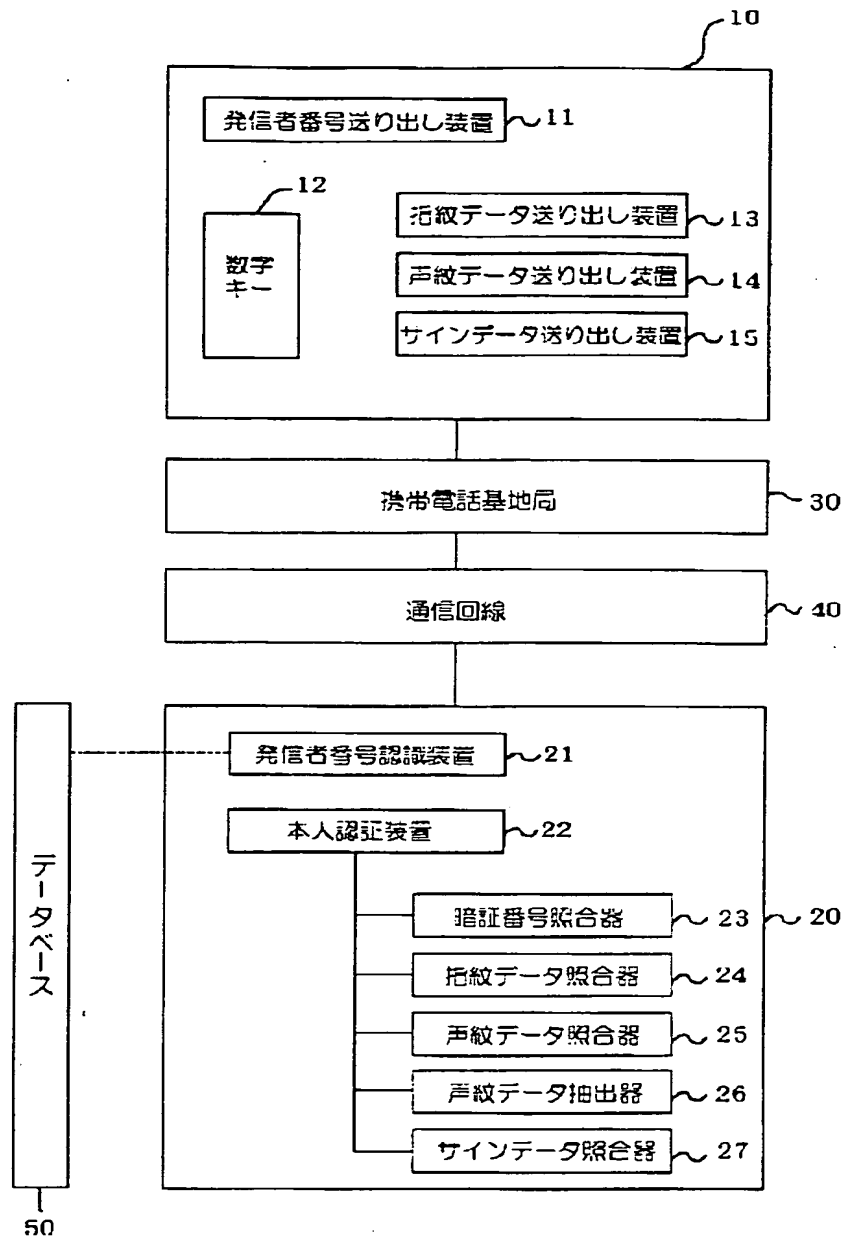 10
発信者番号送り出し装置 11
12
数字
キー
指紋データ送り出し装置 13
声紋データ送り出し装置 14
サインデータ送り出し装置 15
携帯電話基地局 30
通信回線 40
発信者番号認識装置 21
本人認証装置 22
データベース
暗証番号照合器 23
20
指紋データ照合器 24
声紋データ照合器 25
声紋データ抽出器 26
サインデータ照合器 27
50